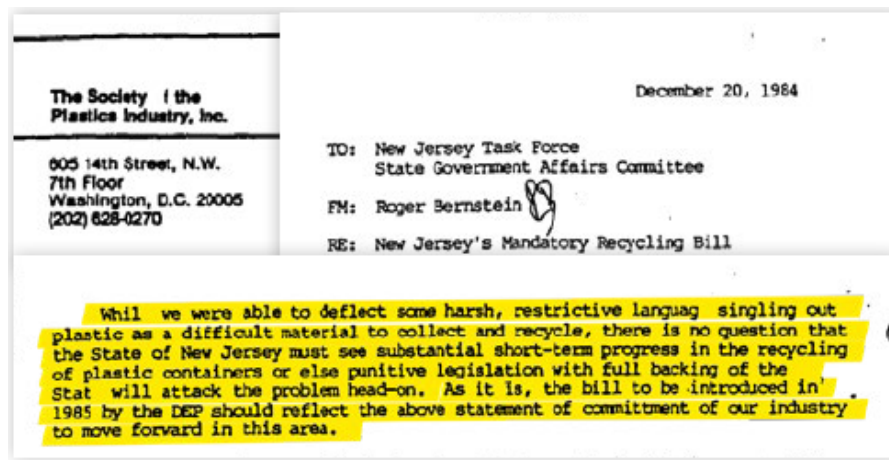 The Society f the
Plastics Industry, Inc.
605 14th Street, N.W.
7th Floor
Washington, D.C. 20005
(202) 628-0270
December 20, 1984
TO: New Jersey Task Force
State Government Affairs Committee
FM: Roger Bernstein
RE: New Jersey's Mandatory Recycling Bill
Whil we were able to deflect some harsh, restrictive languag singling out
plastic as a difficult material to collect and recycle, there is no question that
the State of New Jersey must see substantial short-term progress in the recycling
of plastic containers or else punitive legislation with full backing of the
Stat will attack the problem head-on. As it is, the bill to be introduced in
1985 by the DEP should reflect the above statement of committment of our industry
to move forward in this area.